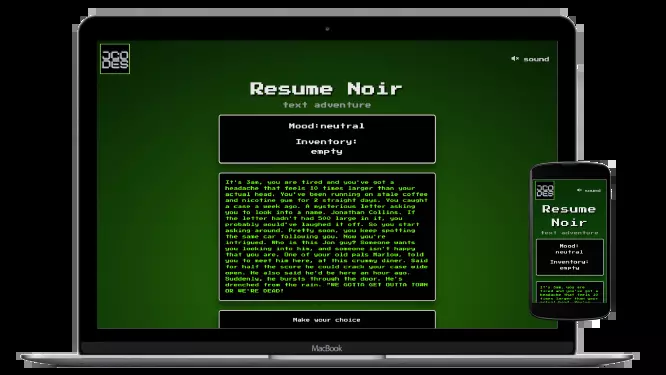 JCO
DES
sound
Resume Noir
text adventure
Mood:neutral
Inventory:
empty
It's 3am, you are tired and you've got a
headache that feels 10 times larger than your
actual head. You've been running on stale coffee
and nicotine gum for 2 straight days. You caught
a case a week ago. A mysterious letter asking
you to look into a name. Jonathan Collins. If
the letter hadn't had 500 large in it, you
probably would've laughed it off. So you start
asking around. Pretty soon, you keep spotting
the same car following you. Now you're
intrigued. Who is this Jon guy? Someone wants
you looking into him, and someone isn't happy
that you are. One of your old pals Marlow, told
you to meet him here, at this crummy diner. Said
for half the score he could crack your case wide
open. He also said he'd be here an hour ago.
Suddenly, he bursts through the door. He's
drenched from the rain. "WE GOTTA GET OUTTA TOWN
OR WE'RE DEAD!
Make your choice
MacBook
JCO
DES
sound
Resume
Noir
text adventure
Mood:
neutral
Inventory:
empty
It's 3am, you are
tired and you've got a
headache that feels 10
times larger than your